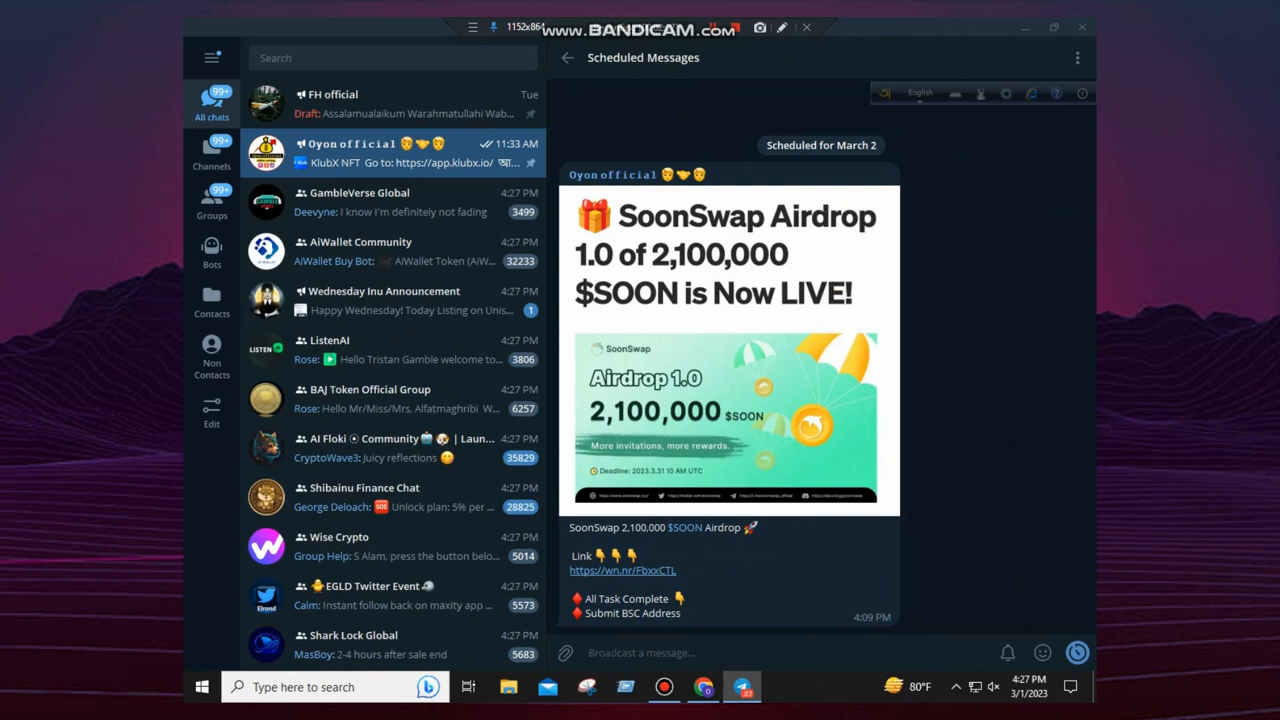 1152x864
www.BANDICAM.com
Search
Scheduled Messages
99+
All chats
99+
Channels
99+
Groups
Bots
Contacts
Non
Contacts
Edit
FH official
Tue
Draft: Assalamualaikum Warahmatullahi Wab...
Oyon official
11:33 AM
KlubX NFT Go to: https://app.klubx.io/ আ...
GambleVerse Global
4:27 PM
Deevyne: I know I'm definitely not fading
3499
AiWallet Community
4:27 PM
AiWallet Buy Bot: AiWallet Token (AiW...
32233
Wednesday Inu Announcement
4:27 PM
Happy Wednesday! Today Listing on Unis...
1
LISTEN
ListenAI
4:27 PM
Rose: Hello Tristan Gamble welcome to...
3806
BAJ Token Official Group
4:27 PM
Rose: Hello Mr/Miss/Mrs, Alfatmaghribi W...
6257
AI Floki ⦿ Community | Laun...
4:27 PM
CryptoWave3: Juicy reflections
35829
Shibainu Finance Chat
4:27 PM
George Deloach: SOS Unlock plan: 5% per ...
28825
Wise Crypto
4:27 PM
Group Help: S Alam, press the button belo...
5014
Elrond
EGLD Twitter Event
4:27 PM
Calm: Instant follow back on maxity app ...
5573
Shark Lock Global
4:27 PM
MasBoy: 2-4 hours after sale end
5683
English
Scheduled for March 2
Oyon official
SoonSwap Airdrop
1.0 of 2,100,000
$SOON is Now LIVE!
SoonSwap
Airdrop 1.0
2,100,000 $SOON
More invitations, more rewards.
Deadline: 2023.3.31 10 AM UTC
SoonSwap 2,100,000 $SOON Airdrop
Link
https://wn.nr/FbxxCTL
All Task Complete
Submit BSC Address
4:09 PM
Broadcast a message...
Type here to search
80°F
4:27 PM
3/1/2023